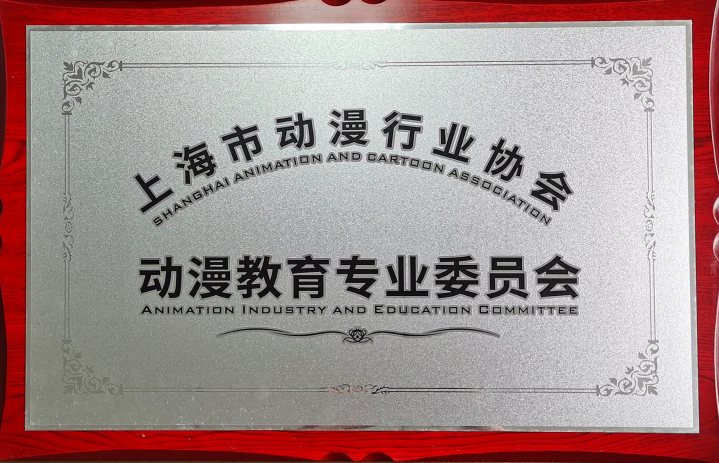 上海市动漫行业协会
SHANGHAI ANIMATION AND CARTOON ASSOCIATION
动漫教育专业委员会
ANIMATION INDUSTRY AND EDUCATION COMMITTEE